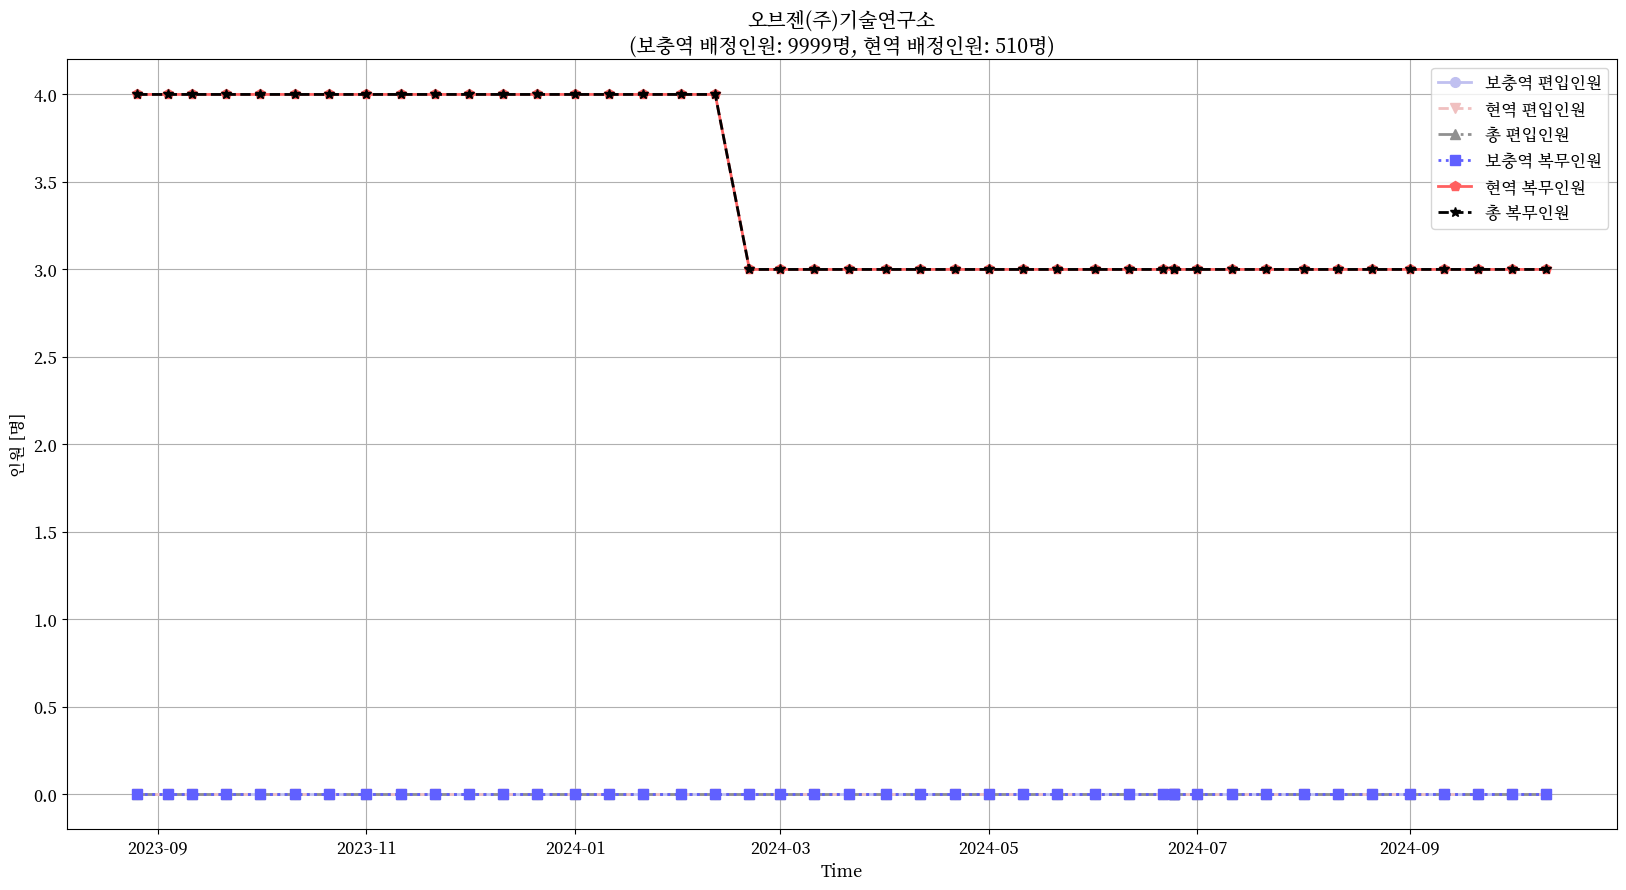 오브젠(주)기술연구소
(보충역 배정인원: 9999명, 현역 배정인원: 510명)
보충역 편입인원
현역 편입인원
총 편입인원
보충역 복무인원
현역 복무인원
총 복무인원
인원 [명]
4.0
3.5
3.0
2.5
2.0
1.5
1.0
0.5
0.0
2023-09
2023-11
2024-01
2024-03
2024-05
2024-07
2024-09
Time